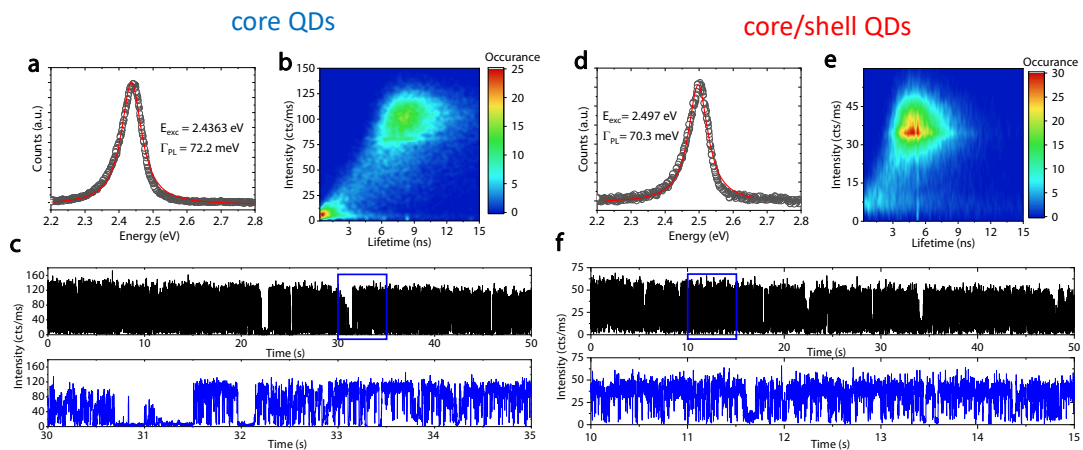 core QDs
core/shell QDs
a
Counts (a.u.)
E_exc = 2.4363 eV
Γ_PL = 72.2 meV
2.2 2.3 2.4 2.5 2.6 2.7 2.8
Energy (eV)
b
Occurance
Intensity (cts/ms)
150
125
100
75
50
25
0
3 6 9 12 15
Lifetime (ns)
25
20
15
10
5
0
d
Counts (a.u.)
E_exc = 2.497 eV
Γ_PL = 70.3 meV
2.2 2.3 2.4 2.5 2.6 2.7 2.8
Energy (eV)
e
Occurance
Intensity (cts/ms)
45
30
15
0
3 6 9 12 15
Lifetime (ns)
30
25
20
15
10
5
0
c
Intensity (cts/ms)
160
120
80
40
0
0 10 20 30 40 50
Time (s)
160
120
80
40
0
30 31 32 33 34 35
Time (s)
f
Intensity (cts/ms)
75
50
25
0
0 10 20 30 40 50
Time (s)
75
50
25
0
10 11 12 13 14 15
Time (s)